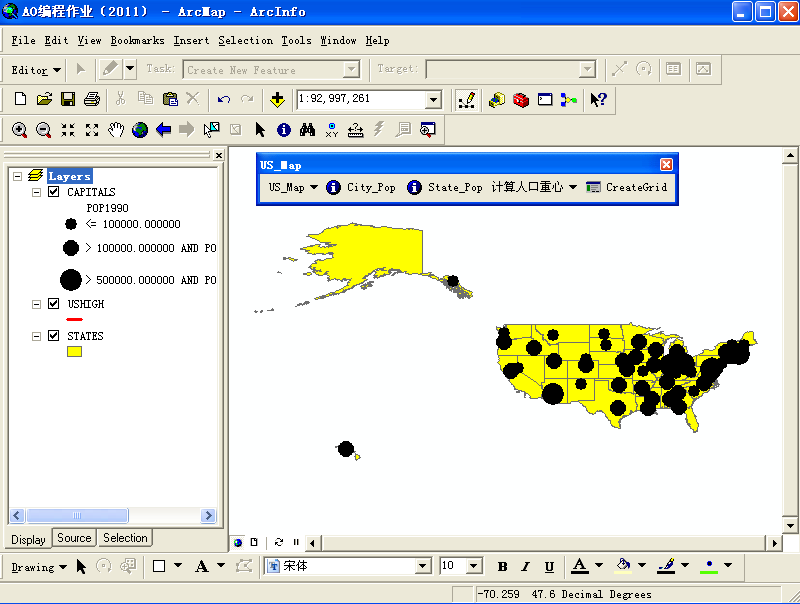 AO编程作业（2011） - ArcMap - ArcInfo
File Edit View Bookmarks Insert Selection Tools Window Help
Editor Task: Create New Feature Target:
1:92,997,261
US_Map
US_Map City_Pop State_Pop 计算人口重心 CreateGrid
Layers
CAPITALS
POP1990
<= 100000.000000
> 100000.000000 AND PO
> 500000.000000 AND PO
USHIGH
STATES
Display Source Selection
Drawing A 宋体 10 B I U A
-70.259 47.6 Decimal Degrees